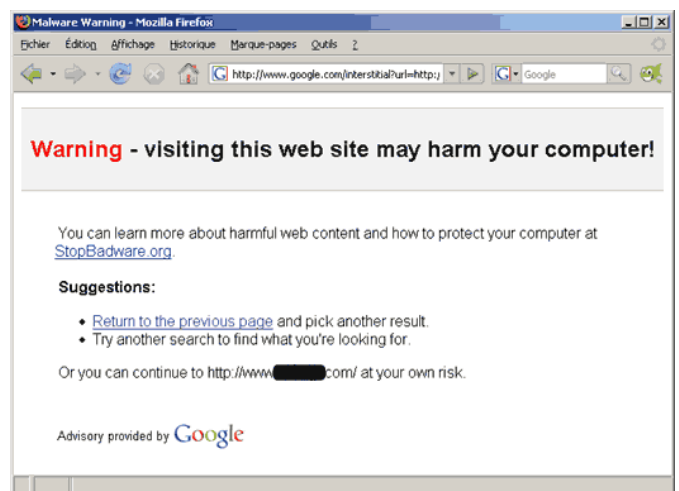 Malware Warning - Mozilla Firefox
Fichier Édition Affichage Historique Marque-pages Outils ?
http://www.google.com/interstitial?url=http:/ Google
Warning - visiting this web site may harm your computer!
You can learn more about harmful web content and how to protect your computer at
StopBadware.org.
Suggestions:
Return to the previous page and pick another result.
Try another search to find what you're looking for.
Or you can continue to http://www com/ at your own risk.
Advisory provided by Google